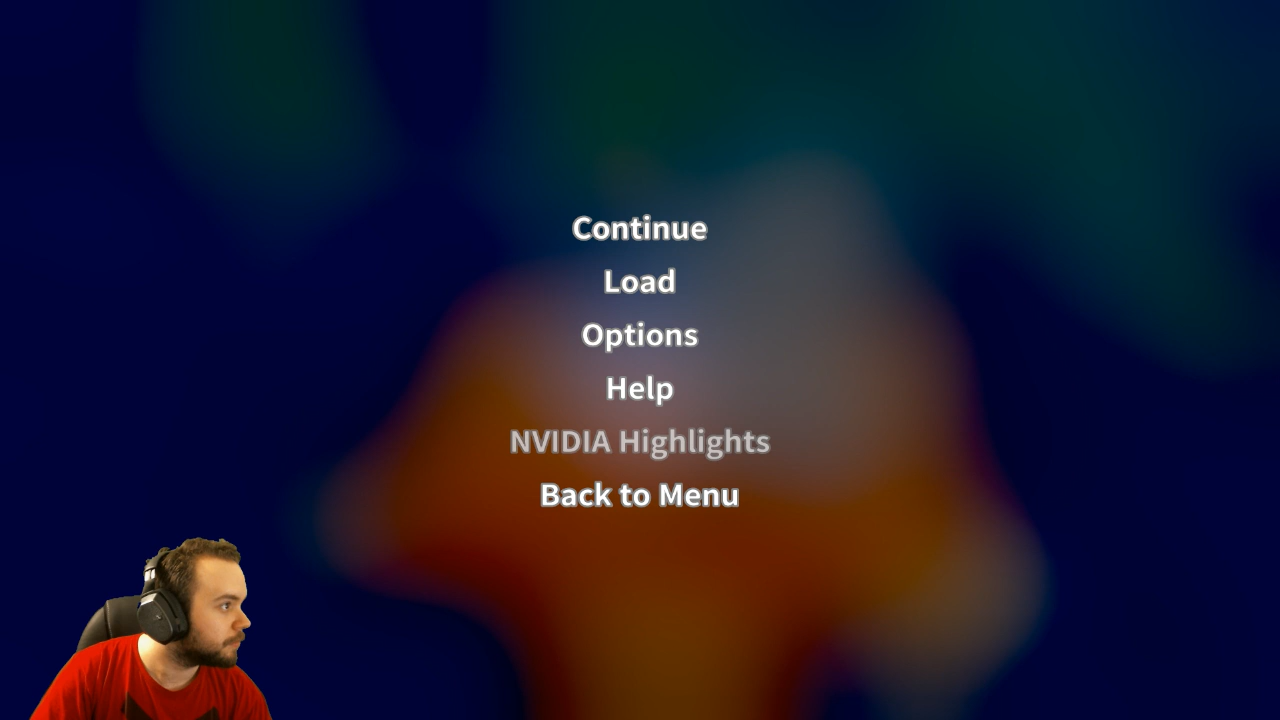 Continue
Load
Options
Help
NVIDIA Highlights
Back to Menu